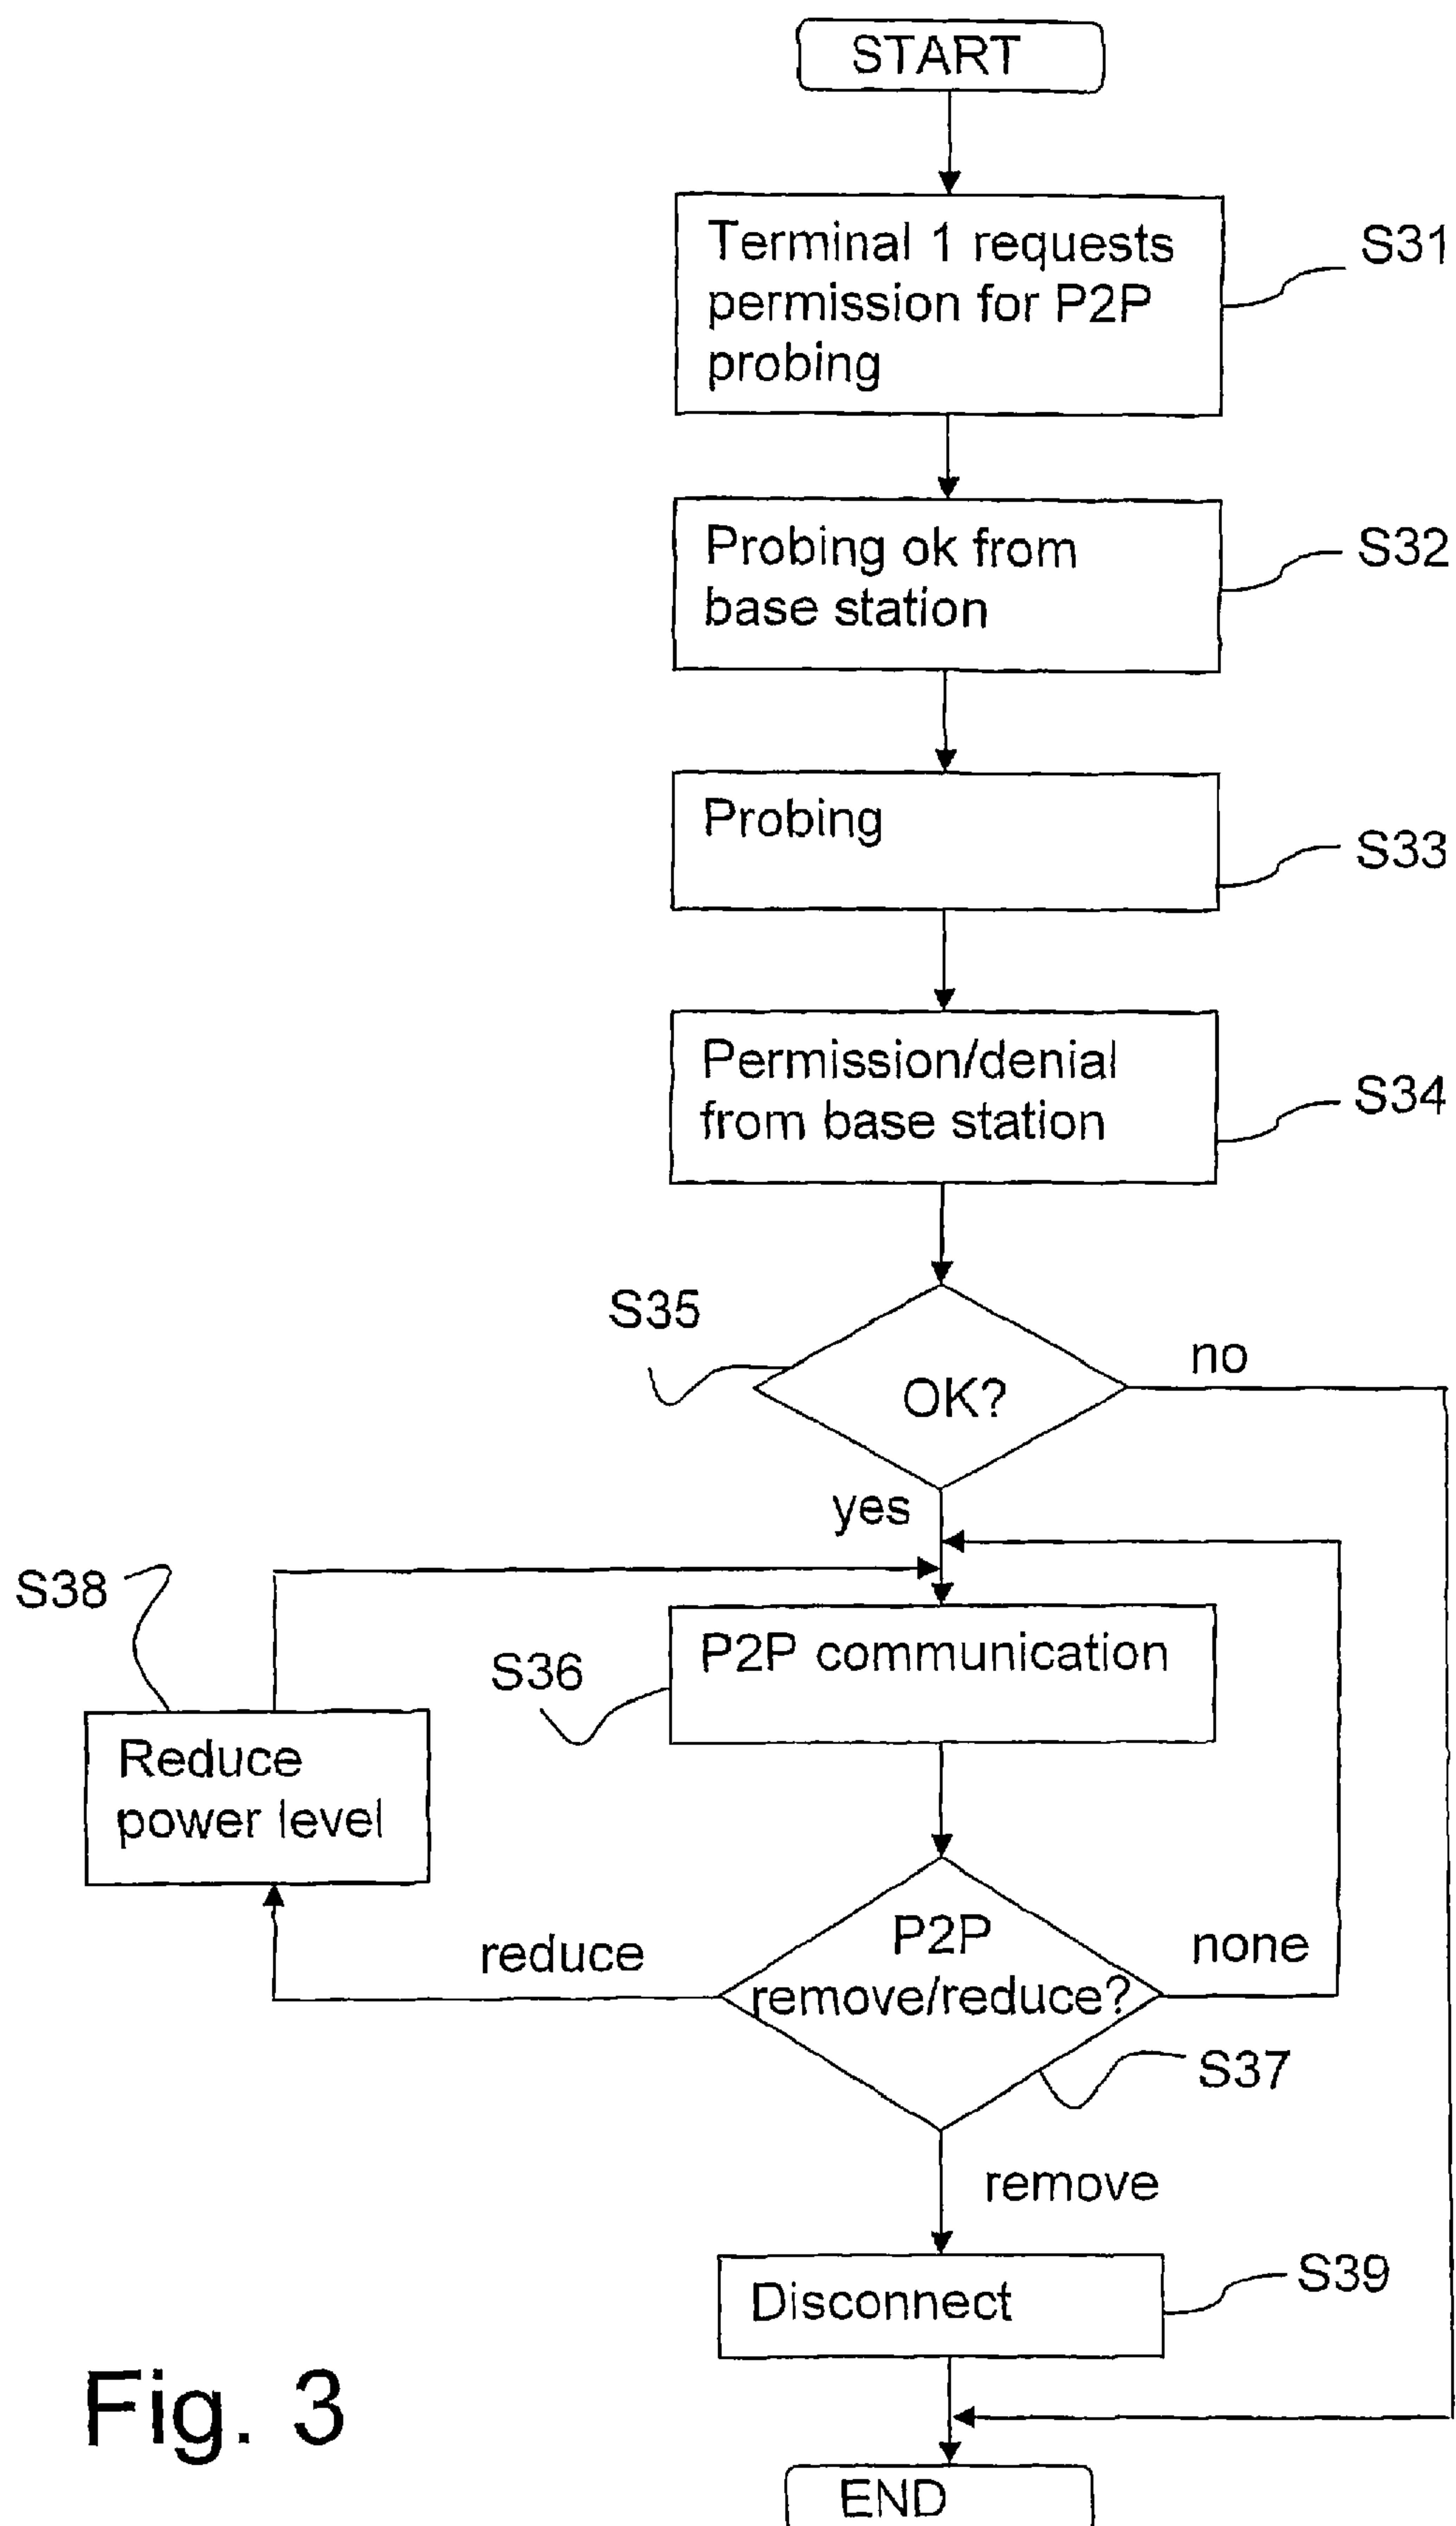 START
Terminal 1 requests
permission for P2P
probing
S31
Probing ok from
base station
S32
Probing
S33
Permission/denial
from base station
S34
S35
OK?
no
yes
S38
S36
P2P communication
Reduce
power level
reduce
P2P
remove/reduce?
none
S37
remove
Disconnect
S39
Fig. 3
END